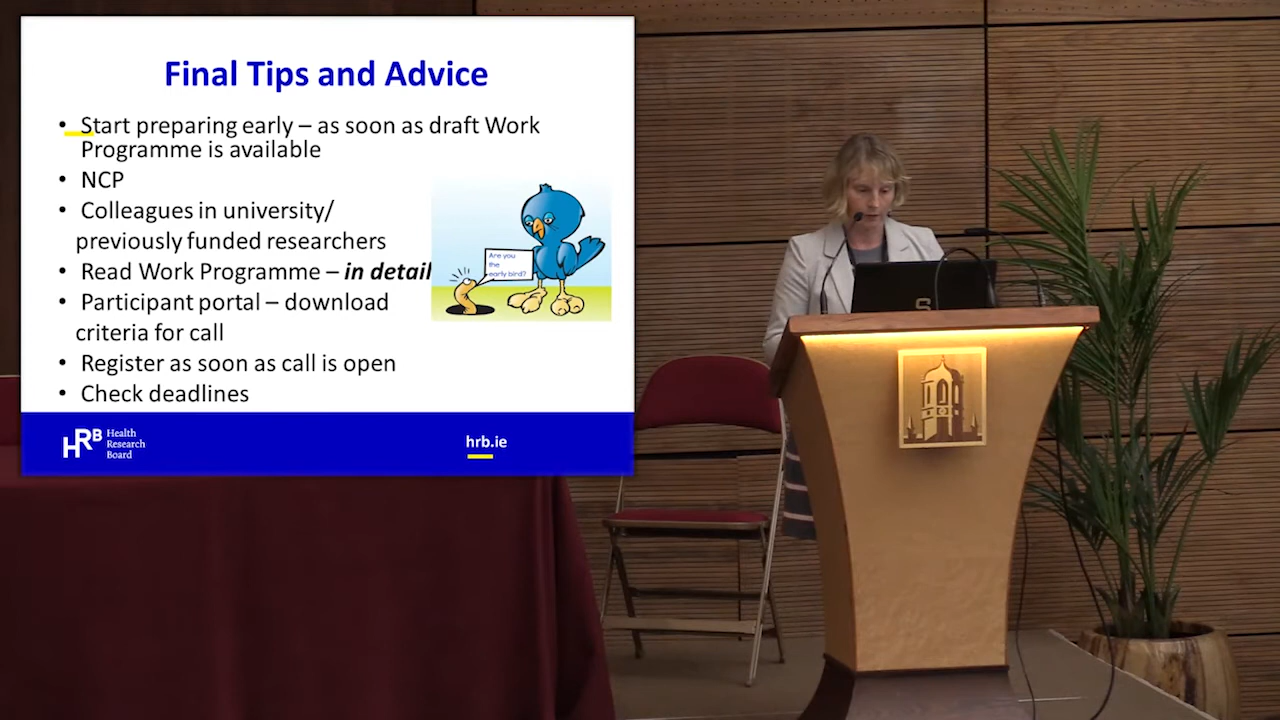 Final Tips and Advice
• Start preparing early – as soon as draft Work
Programme is available
• NCP
• Colleagues in university/
previously funded researchers
• Read Work Programme – in detail
• Participant portal – download
criteria for call
• Register as soon as call is open
• Check deadlines
Are you
the
early bird?
HRB
Health
Research
Board
hrb.ie
S